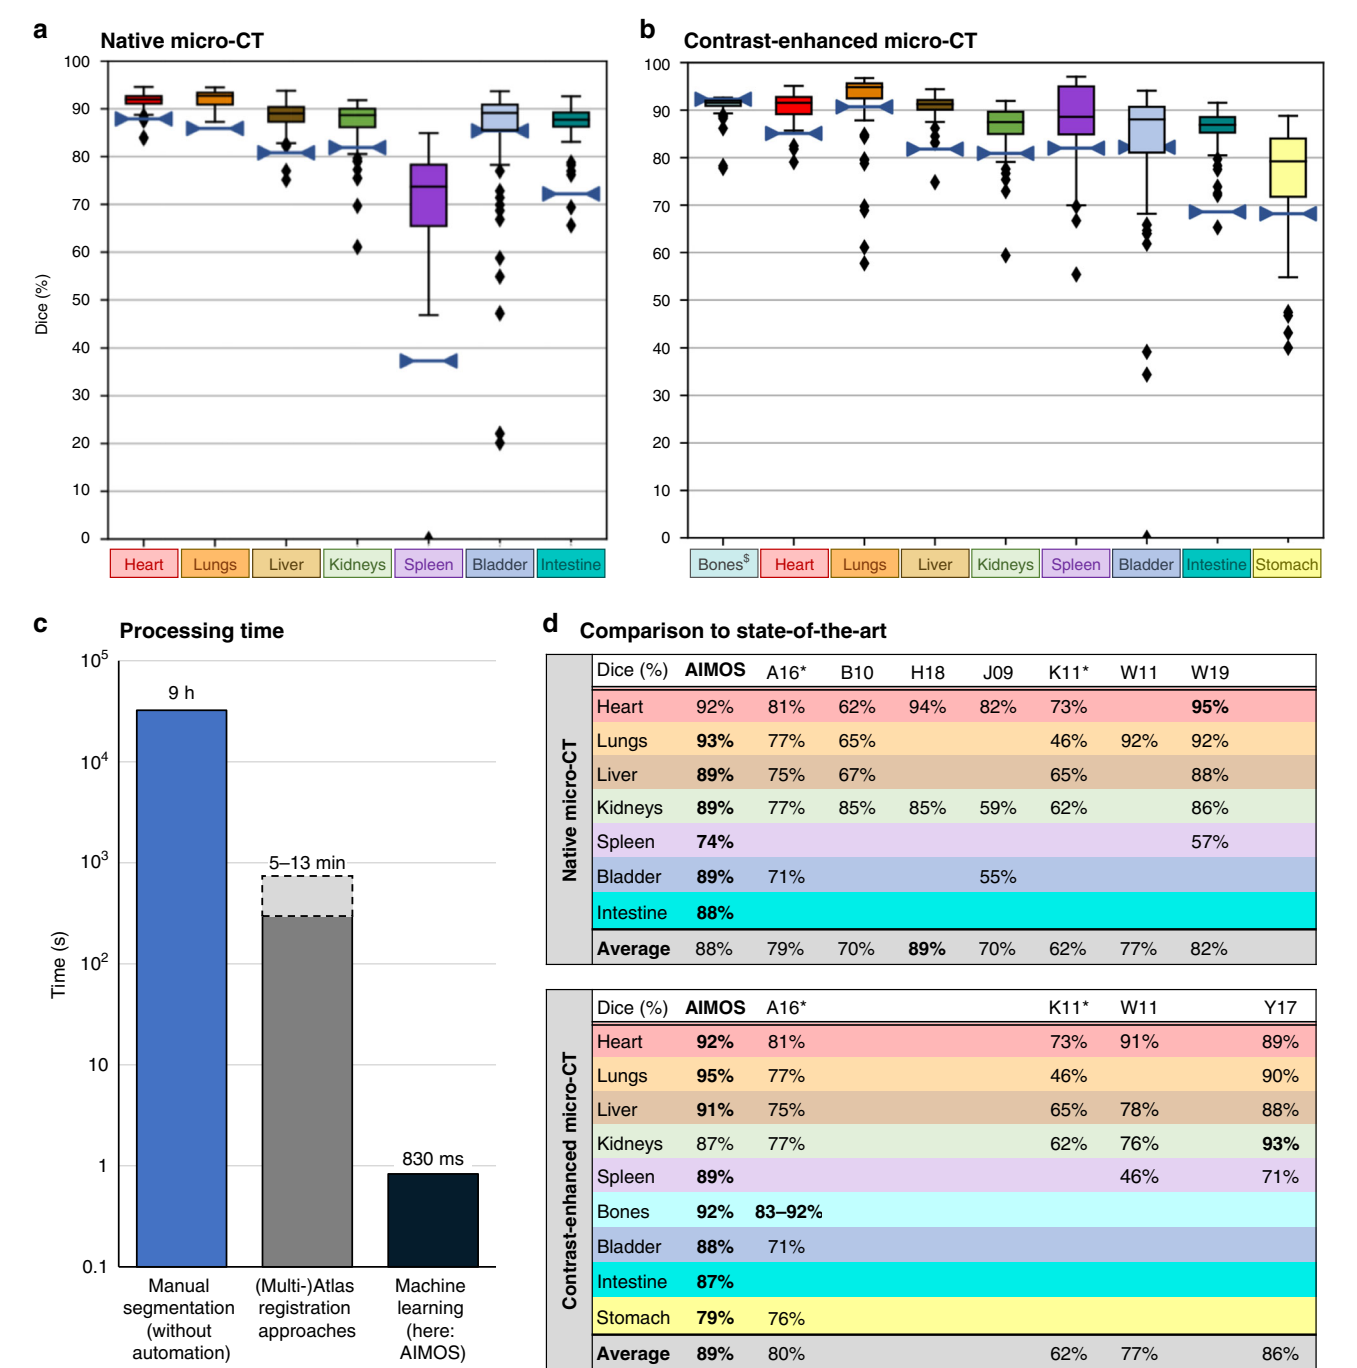 a
Native micro-CT
100
90
80
70
60
50
40
30
20
10
0
Dice (%)
Heart Lungs Liver Kidneys Spleen Bladder Intestine
b
Contrast-enhanced micro-CT
100
90
80
70
60
50
40
30
20
10
0
Bones$ Heart Lungs Liver Kidneys Spleen Bladder Intestine Stomach
c
Processing time
10⁵
10⁴
10³
10²
10
1
0.1
Time (s)
9 h
5–13 min
830 ms
Manual segmentation (without automation)
(Multi-)Atlas registration approaches
Machine learning (here: AIMOS)
d
Comparison to state-of-the-art
Native micro-CT
Dice (%) AIMOS A16* B10 H18 J09 K11* W11 W19
Heart 92% 81% 62% 94% 82% 73% 95%
Lungs 93% 77% 65% 46% 92% 92%
Liver 89% 75% 67% 65% 88%
Kidneys 89% 77% 85% 85% 59% 62% 86%
Spleen 74% 57%
Bladder 89% 71% 55%
Intestine 88%
Average 88% 79% 70% 89% 70% 62% 77% 82%
Contrast-enhanced micro-CT
Dice (%) AIMOS A16* K11* W11 Y17
Heart 92% 81% 73% 91% 89%
Lungs 95% 77% 46% 90%
Liver 91% 75% 65% 78% 88%
Kidneys 87% 77% 62% 76% 93%
Spleen 89% 46% 71%
Bones 92% 83–92%
Bladder 88% 71%
Intestine 87%
Stomach 79% 76%
Average 89% 80% 62% 77% 86%